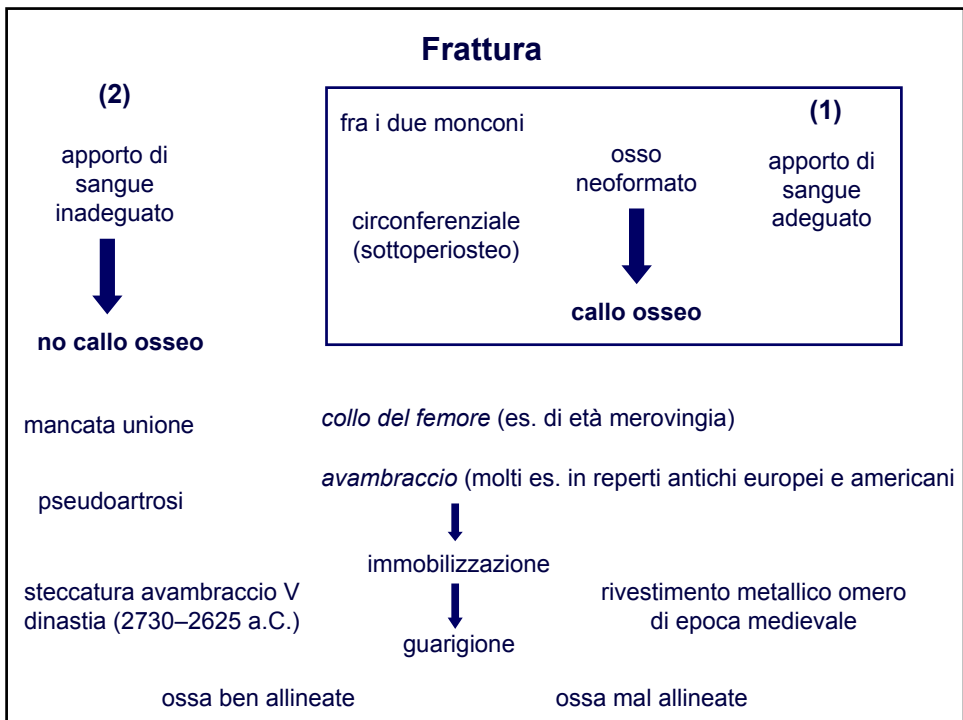 Frattura
(2)
apporto di
sangue
inadeguato
no callo osseo
fra i due monconi
circonferenziale
(sottoperiosteo)
osso
neoformato
callo osseo
(1)
apporto di
sangue
adeguato
mancata unione
collo del femore (es. di età merovingia)
pseudoartrosi
avambraccio (molti es. in reperti antichi europei e americani
immobilizzazione
steccatura avambraccio V
dinastia (2730–2625 a.C.)
guarigione
rivestimento metallico omero
di epoca medievale
ossa ben allineate
ossa mal allineate